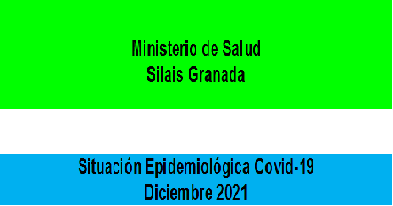 Ministerio de Salud
Silais Granada
Situación Epidemiológica Covid-19
Diciembre 2021